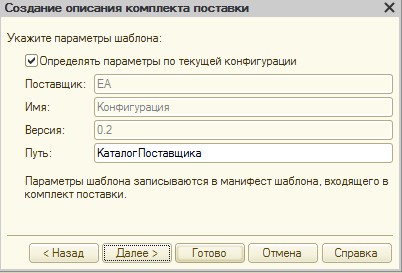 Создание описания комплекта поставки
Укажите параметры шаблона:
Определять параметры по текущей конфигурации
Поставщик: ЕА
Имя: Конфигурация
Версия: 0.2
Путь: КаталогПоставщика
Параметры шаблона записываются в манифест шаблона, входящего в
комплект поставки.
< Назад Далее > Готово Отмена Справка